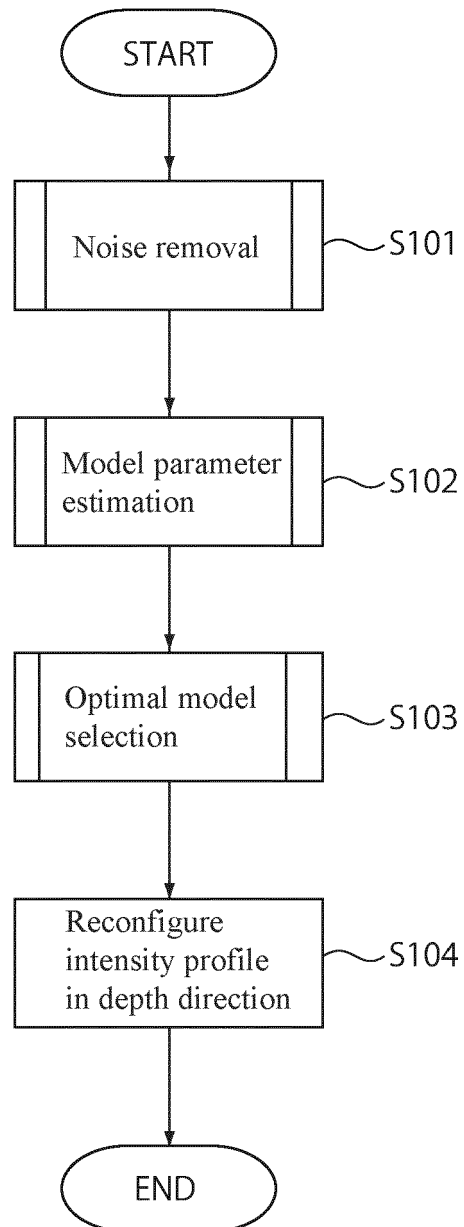 START
Noise removal
S101
Model parameter
estimation
S102
Optimal model
selection
S103
Reconfigure
intensity profile
in depth direction
S104
END